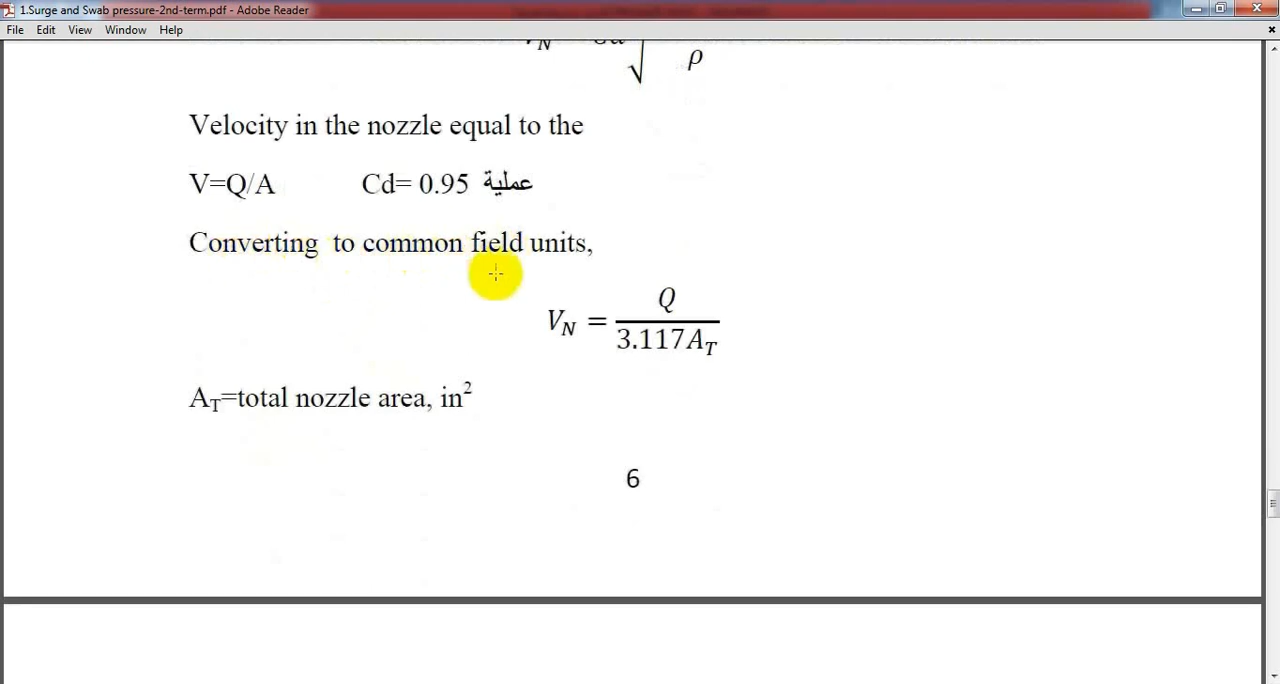 1.Surge and Swab pressure-2nd-term.pdf - Adobe Reader
File Edit View Window Help
ρ
Velocity in the nozzle equal to the
V=Q/A Cd= 0.95 عملية
Converting to common field units,
V_N = Q / 3.117A_T
A_T=total nozzle area, in²
6